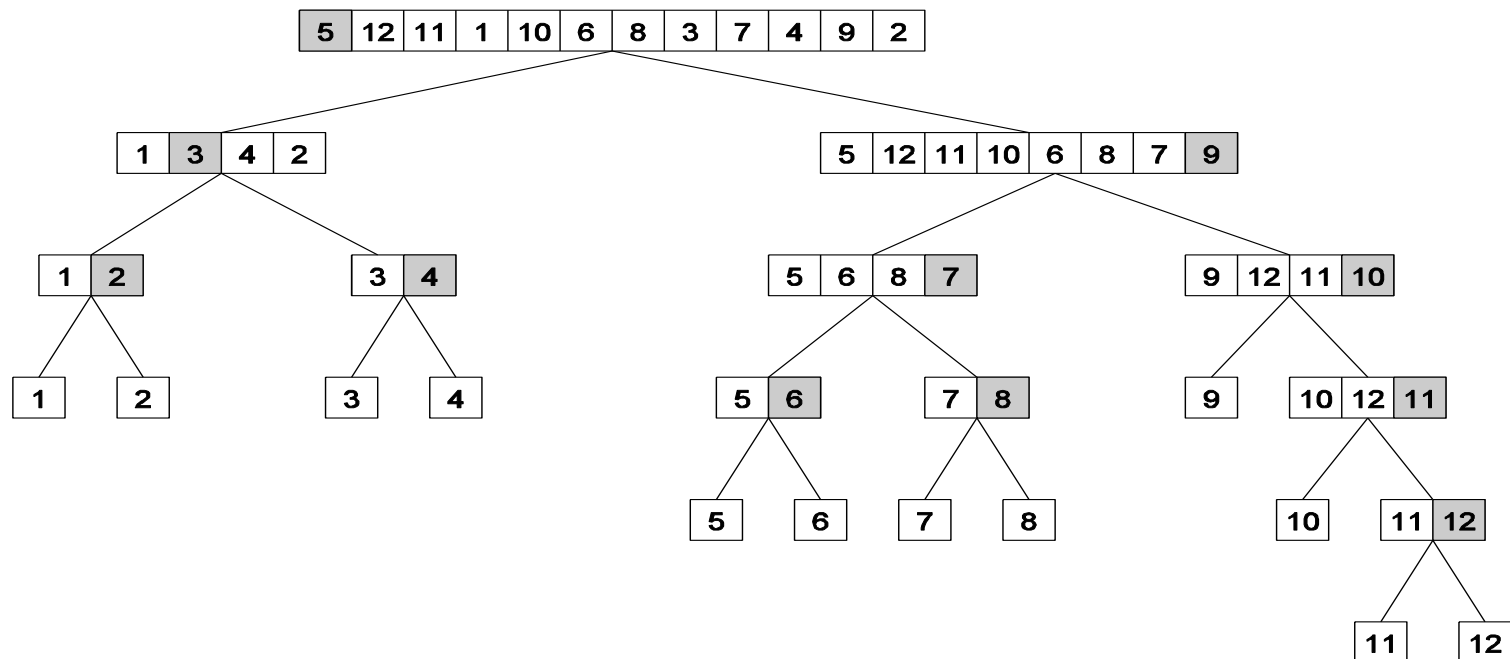 5 12 11 1 10 6 8 3 7 4 9 2
1 3 4 2 5 12 11 10 6 8 7 9
1 2 3 4 5 6 8 7 9 12 11 10
1 2 3 4 5 6 7 8 9 10 12 11
5 6 7 8 10 11 12
11 12